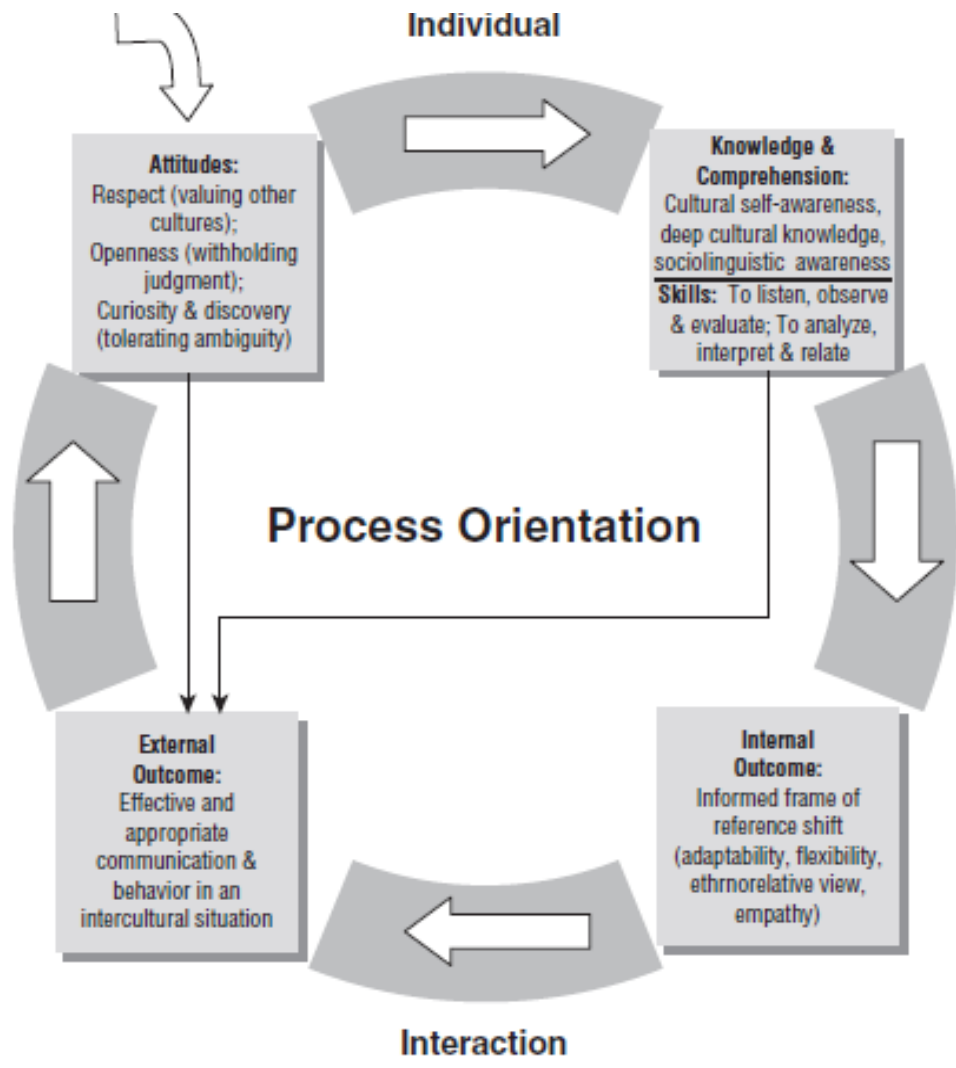 Individual
Attitudes:
Respect (valuing other
cultures);
Openness (withholding
judgment);
Curiosity & discovery
(tolerating ambiguity)
Knowledge &
Comprehension:
Cultural self-awareness,
deep cultural knowledge,
sociolinguistic awareness
Skills: To listen, observe
& evaluate; To analyze,
interpret & relate
Process Orientation
External
Outcome:
Effective and
appropriate
communication &
behavior in an
intercultural situation
Internal
Outcome:
Informed frame of
reference shift
(adaptability, flexibility,
ethrnorelative view,
empathy)
Interaction